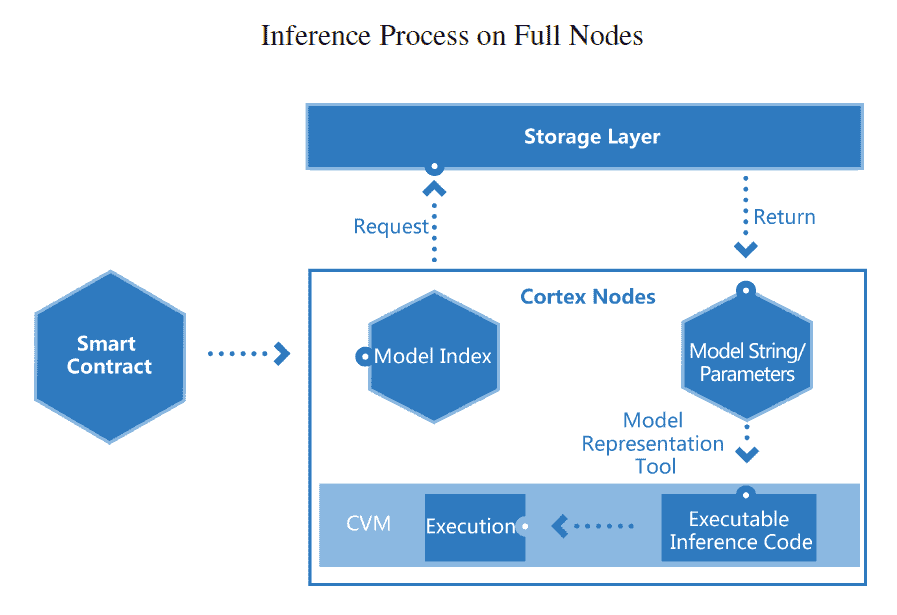 Inference Process on Full Nodes
Storage Layer
Request
Return
Cortex Nodes
Smart
Contract
Model Index
Model String/
Parameters
Model
Representation
Tool
CVM
Execution
Executable
Inference Code